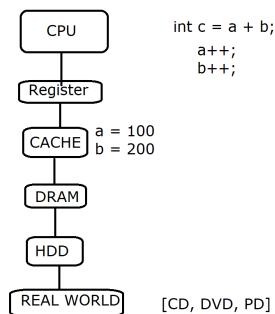 CPU
int c = a + b;
a++;
b++;
Register
CACHE
a = 100
b = 200
DRAM
HDD
REAL WORLD
[CD, DVD, PD]